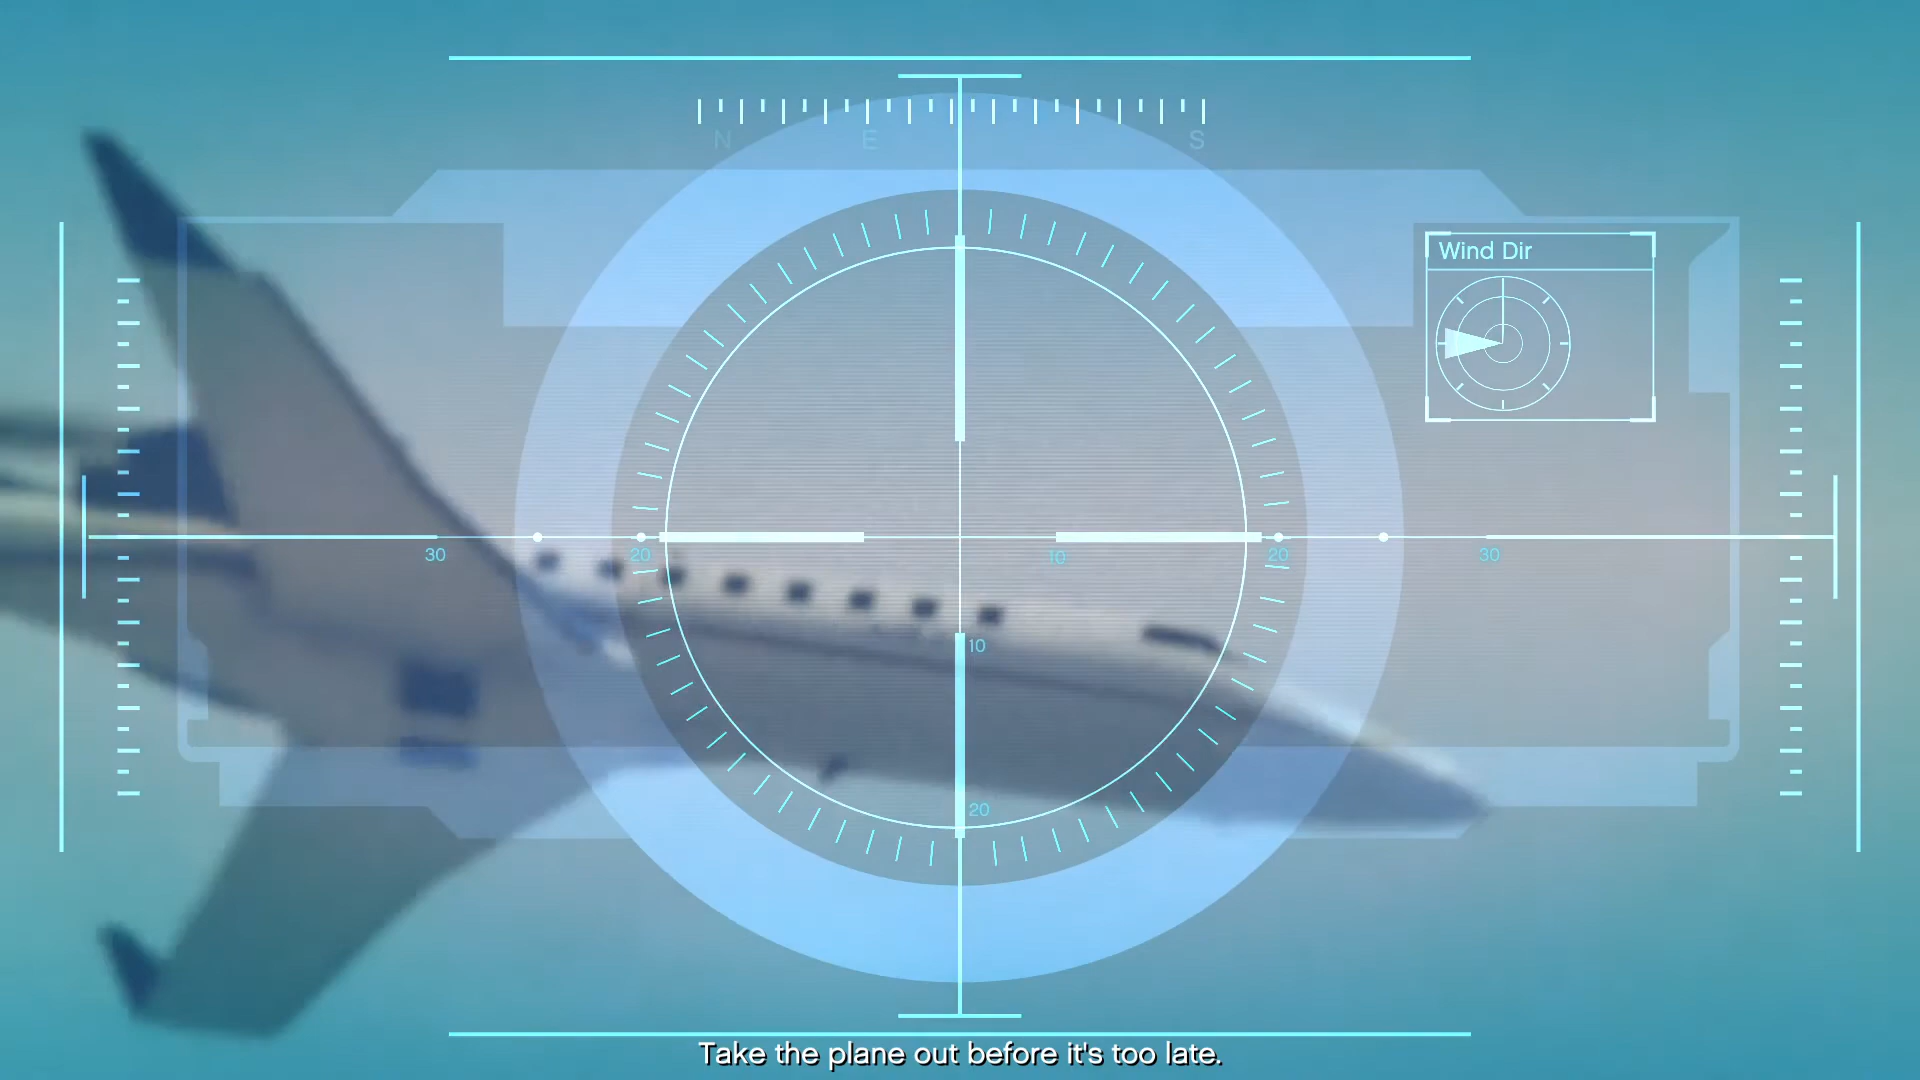 N E S
Wind Dir
30 20 10 20 30
10
20
Take the plane out before it's too late.